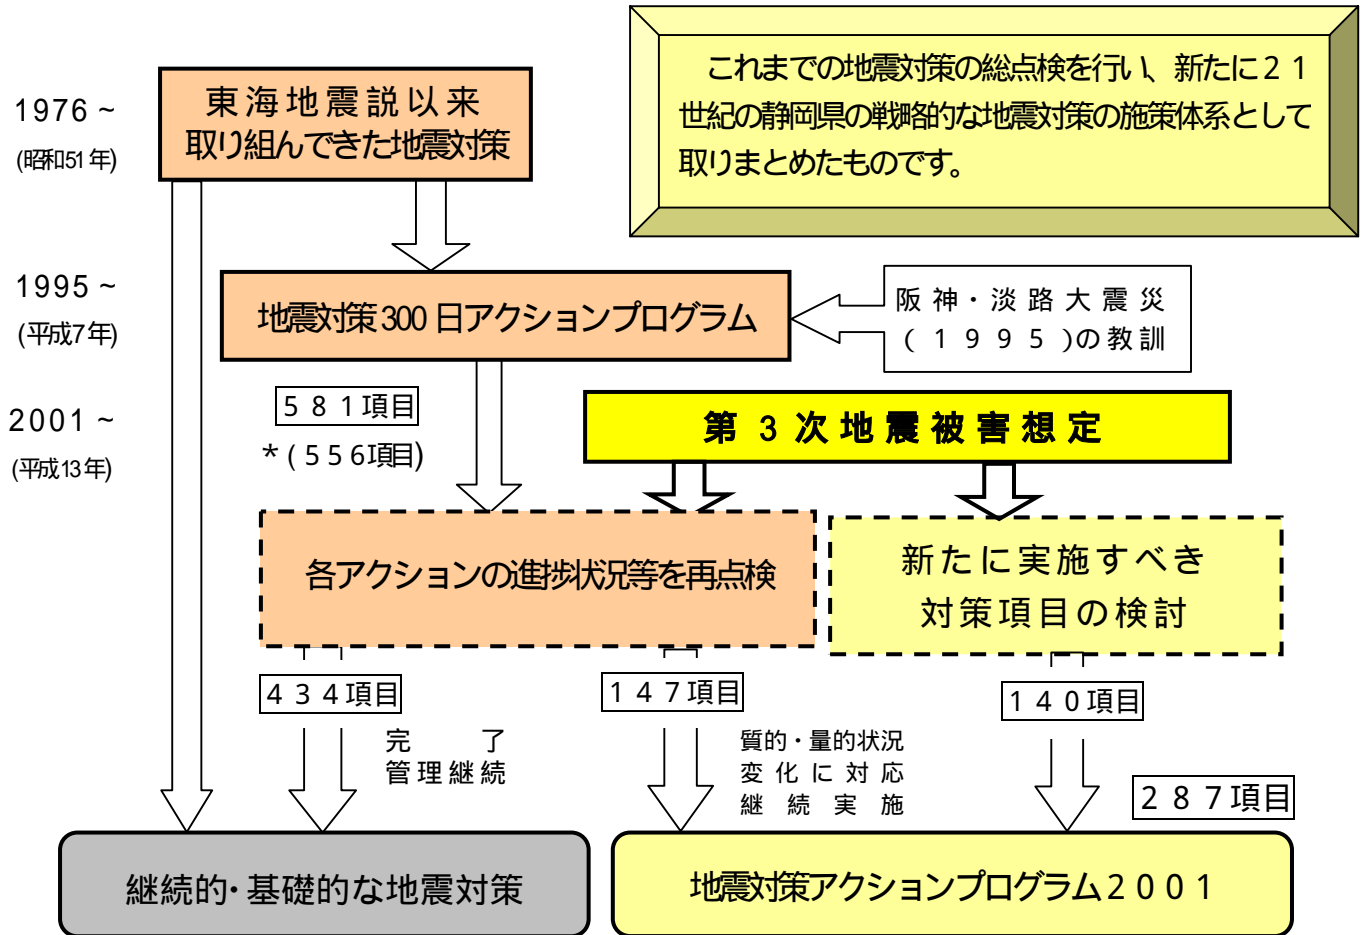 これまでの地震対策の総点検を行い、新たに２１
世紀の静岡県の戦略的な地震対策の施策体系として
取りまとめたものです。
1976～
(昭和51年)
東海地震説以来
取り組んできた地震対策
1995～
(平成7年)
地震対策300日アクションプログラム
阪神・淡路大震災
(１９９５)の教訓
2001～
(平成13年)
５８１項目
*(５５６項目)
第３次地震被害想定
各アクションの進捗状況等を再点検
新たに実施すべき
対策項目の検討
４３４項目
完了
管理継続
１４７項目
質的・量的状況
変化に対応
継続実施
１４０項目
２８７項目
継続的・基礎的な地震対策
地震対策アクションプログラム２００１